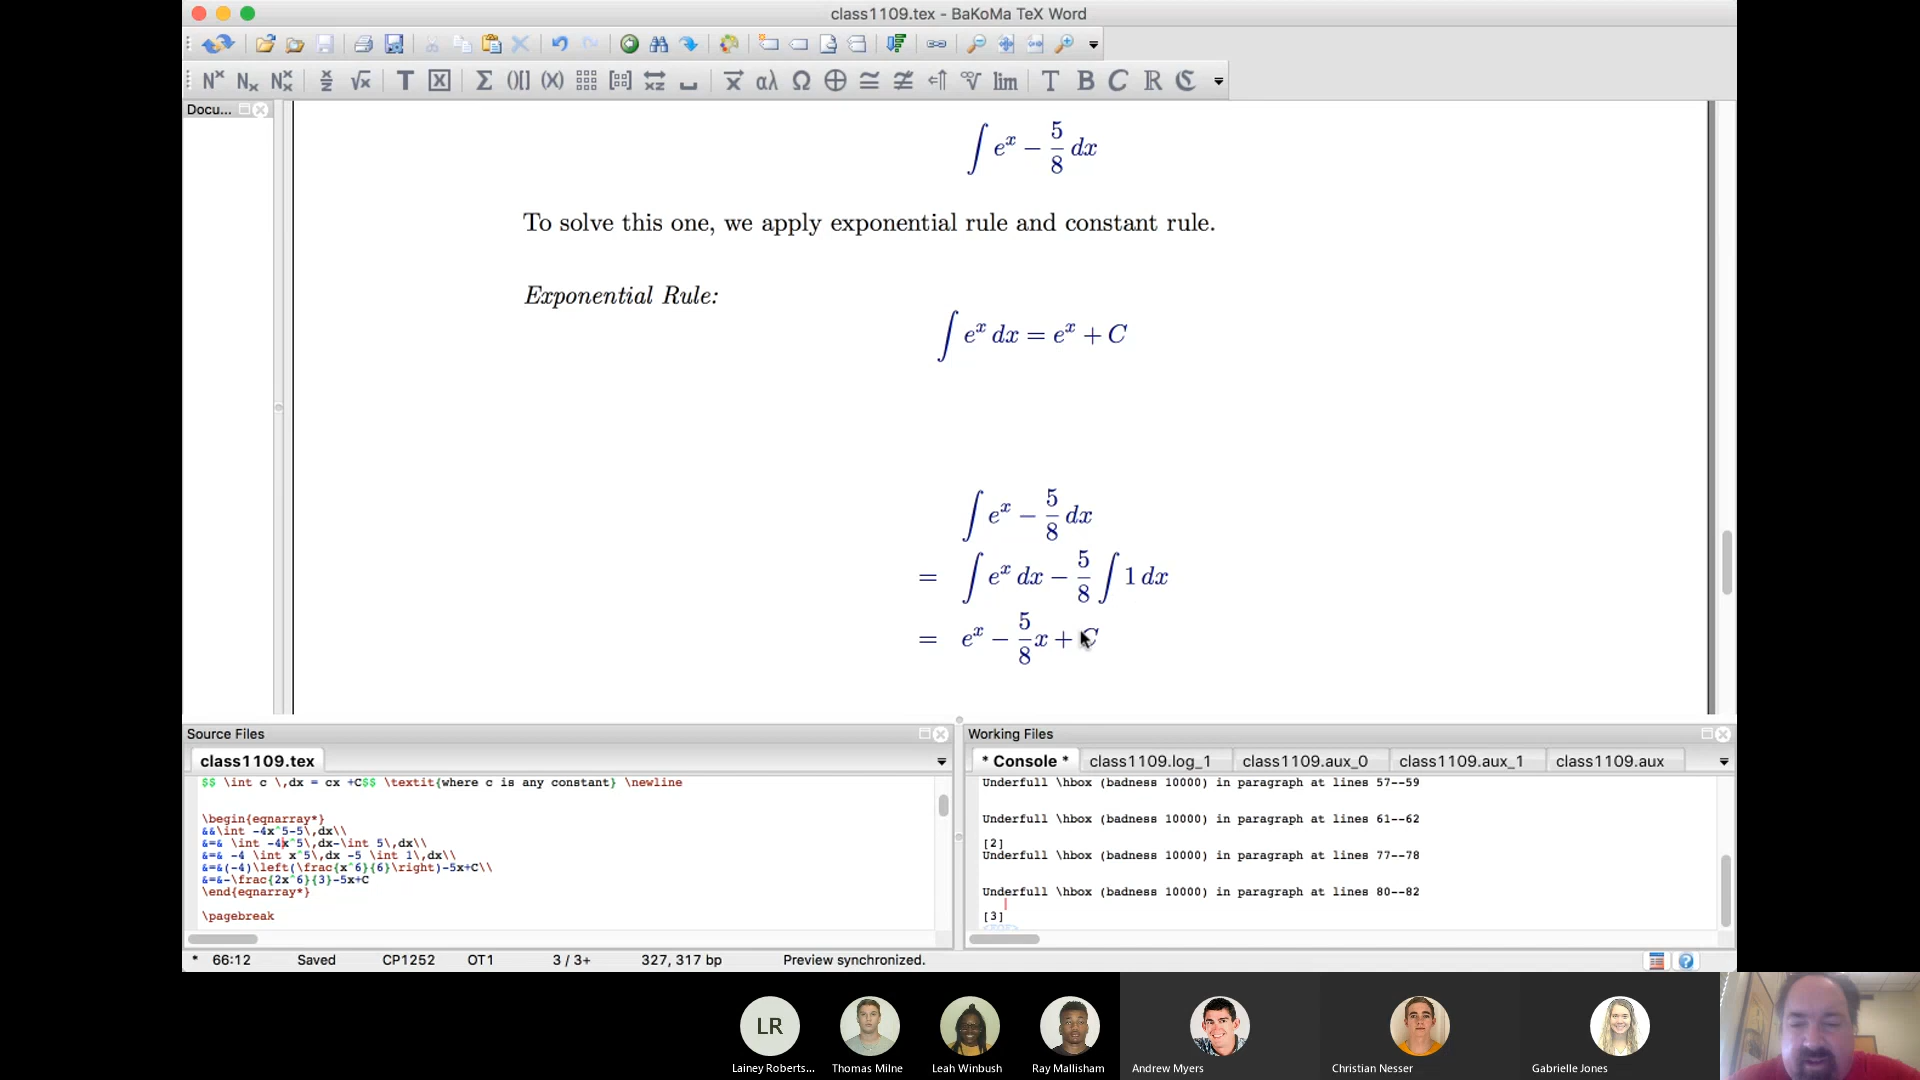 class1109.tex - BaKoMa TeX Word
Docu...
∫ e^x − 5/8 dx
To solve this one, we apply exponential rule and constant rule.
Exponential Rule:
∫ e^x dx = e^x + C
∫ e^x − 5/8 dx
= ∫ e^x dx − 5/8 ∫ 1 dx
= e^x − 5/8 x + C
Source Files
class1109.tex
$$ \int c \,dx = cx +C$$ \textit{where c is any constant} \newline
\begin{eqnarray*}
&&\int -4x^5-5\,dx\\
&=& \int -4x^5\,dx-\int 5\,dx\\
&=& -4 \int x^5\,dx -5 \int 1\,dx\\
&=&(-4)\left(\frac{x^6}{6}\right)-5x+C\\
&=&-\frac{2x^6}{3}-5x+C
\end{eqnarray*}
\pagebreak
Working Files
* Console * class1109.log_1 class1109.aux_0 class1109.aux_1 class1109.aux
Underfull \hbox (badness 10000) in paragraph at lines 57--59
Underfull \hbox (badness 10000) in paragraph at lines 61--62
[2]
Underfull \hbox (badness 10000) in paragraph at lines 77--78
Underfull \hbox (badness 10000) in paragraph at lines 80--82
[3]
* 66:12 Saved CP1252 OT1 3 / 3+ 327, 317 bp Preview synchronized.
LR
Lainey Roberts... Thomas Milne Leah Winbush Ray Mallisham Andrew Myers Christian Nesser Gabrielle Jones